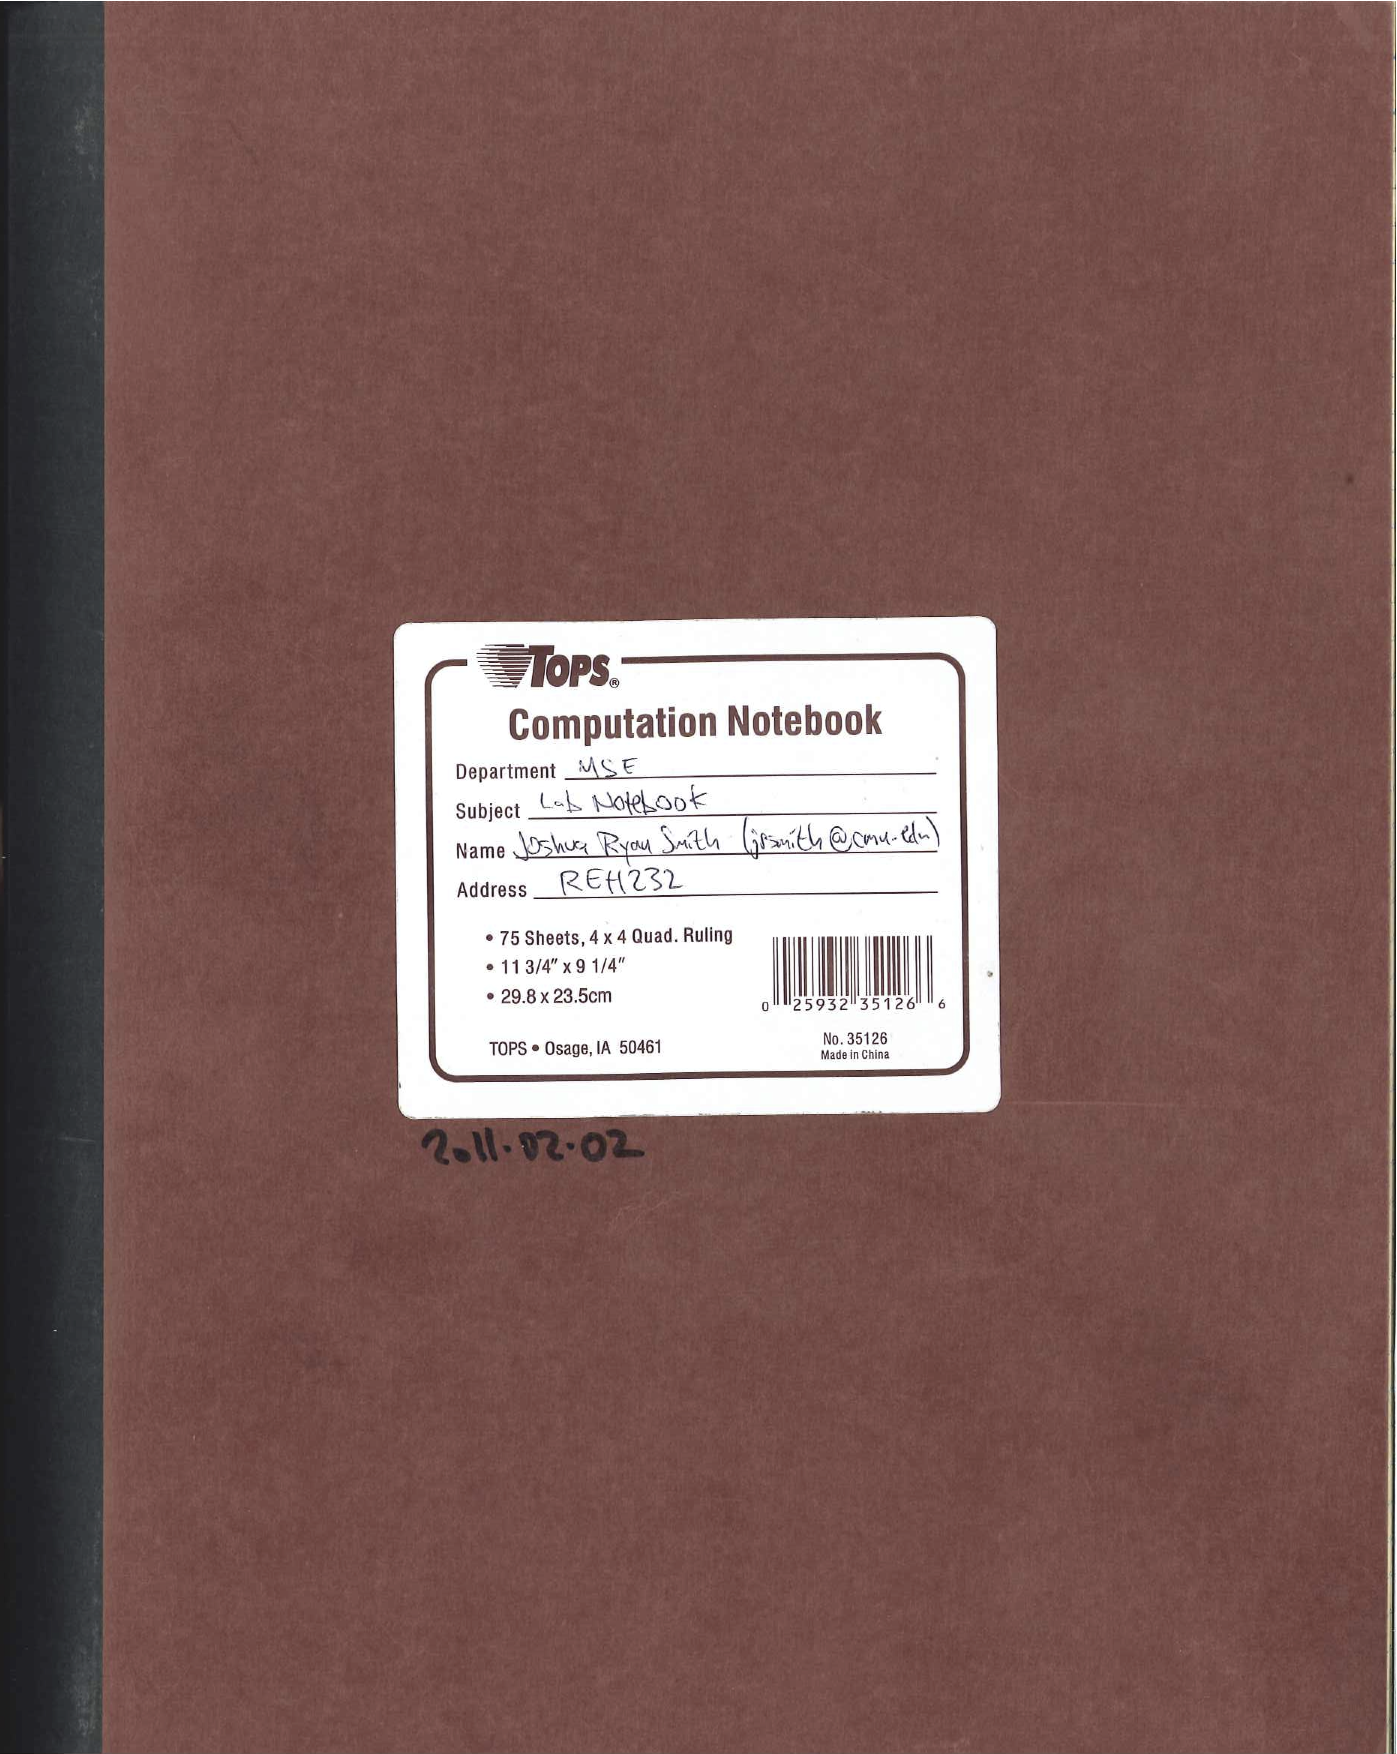 TOPS®
Computation Notebook
Department MSE
Subject Lab Notebook
Name Joshua Ryan Smith (jrsmith@cmu.edu)
Address REH232
• 75 Sheets, 4 x 4 Quad. Ruling
• 11 3/4" x 9 1/4"
• 29.8 x 23.5cm
0 25932 35126 6
TOPS • Osage, IA 50461
No. 35126
Made in China
2011.02.02